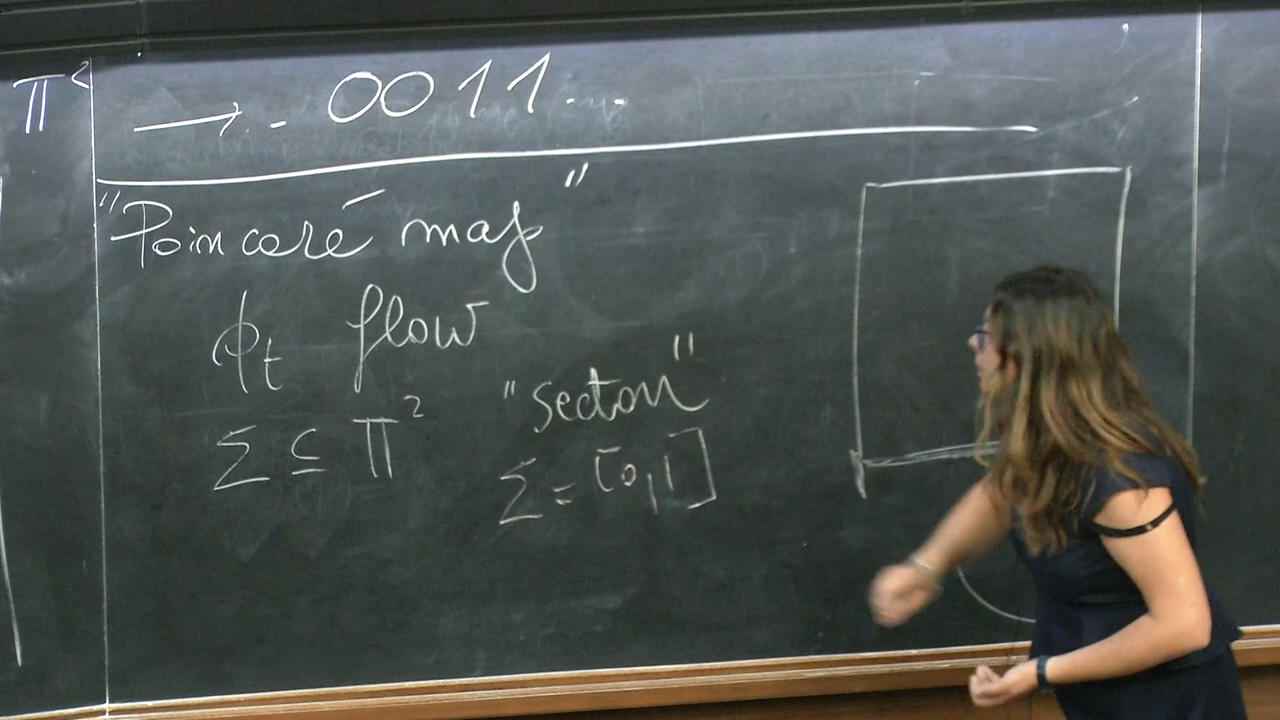 𝕋²
→ . 0011...
"Poincaré map"
ϕt flow
Σ ⊆ 𝕋²
"section"
Σ = [0,1]